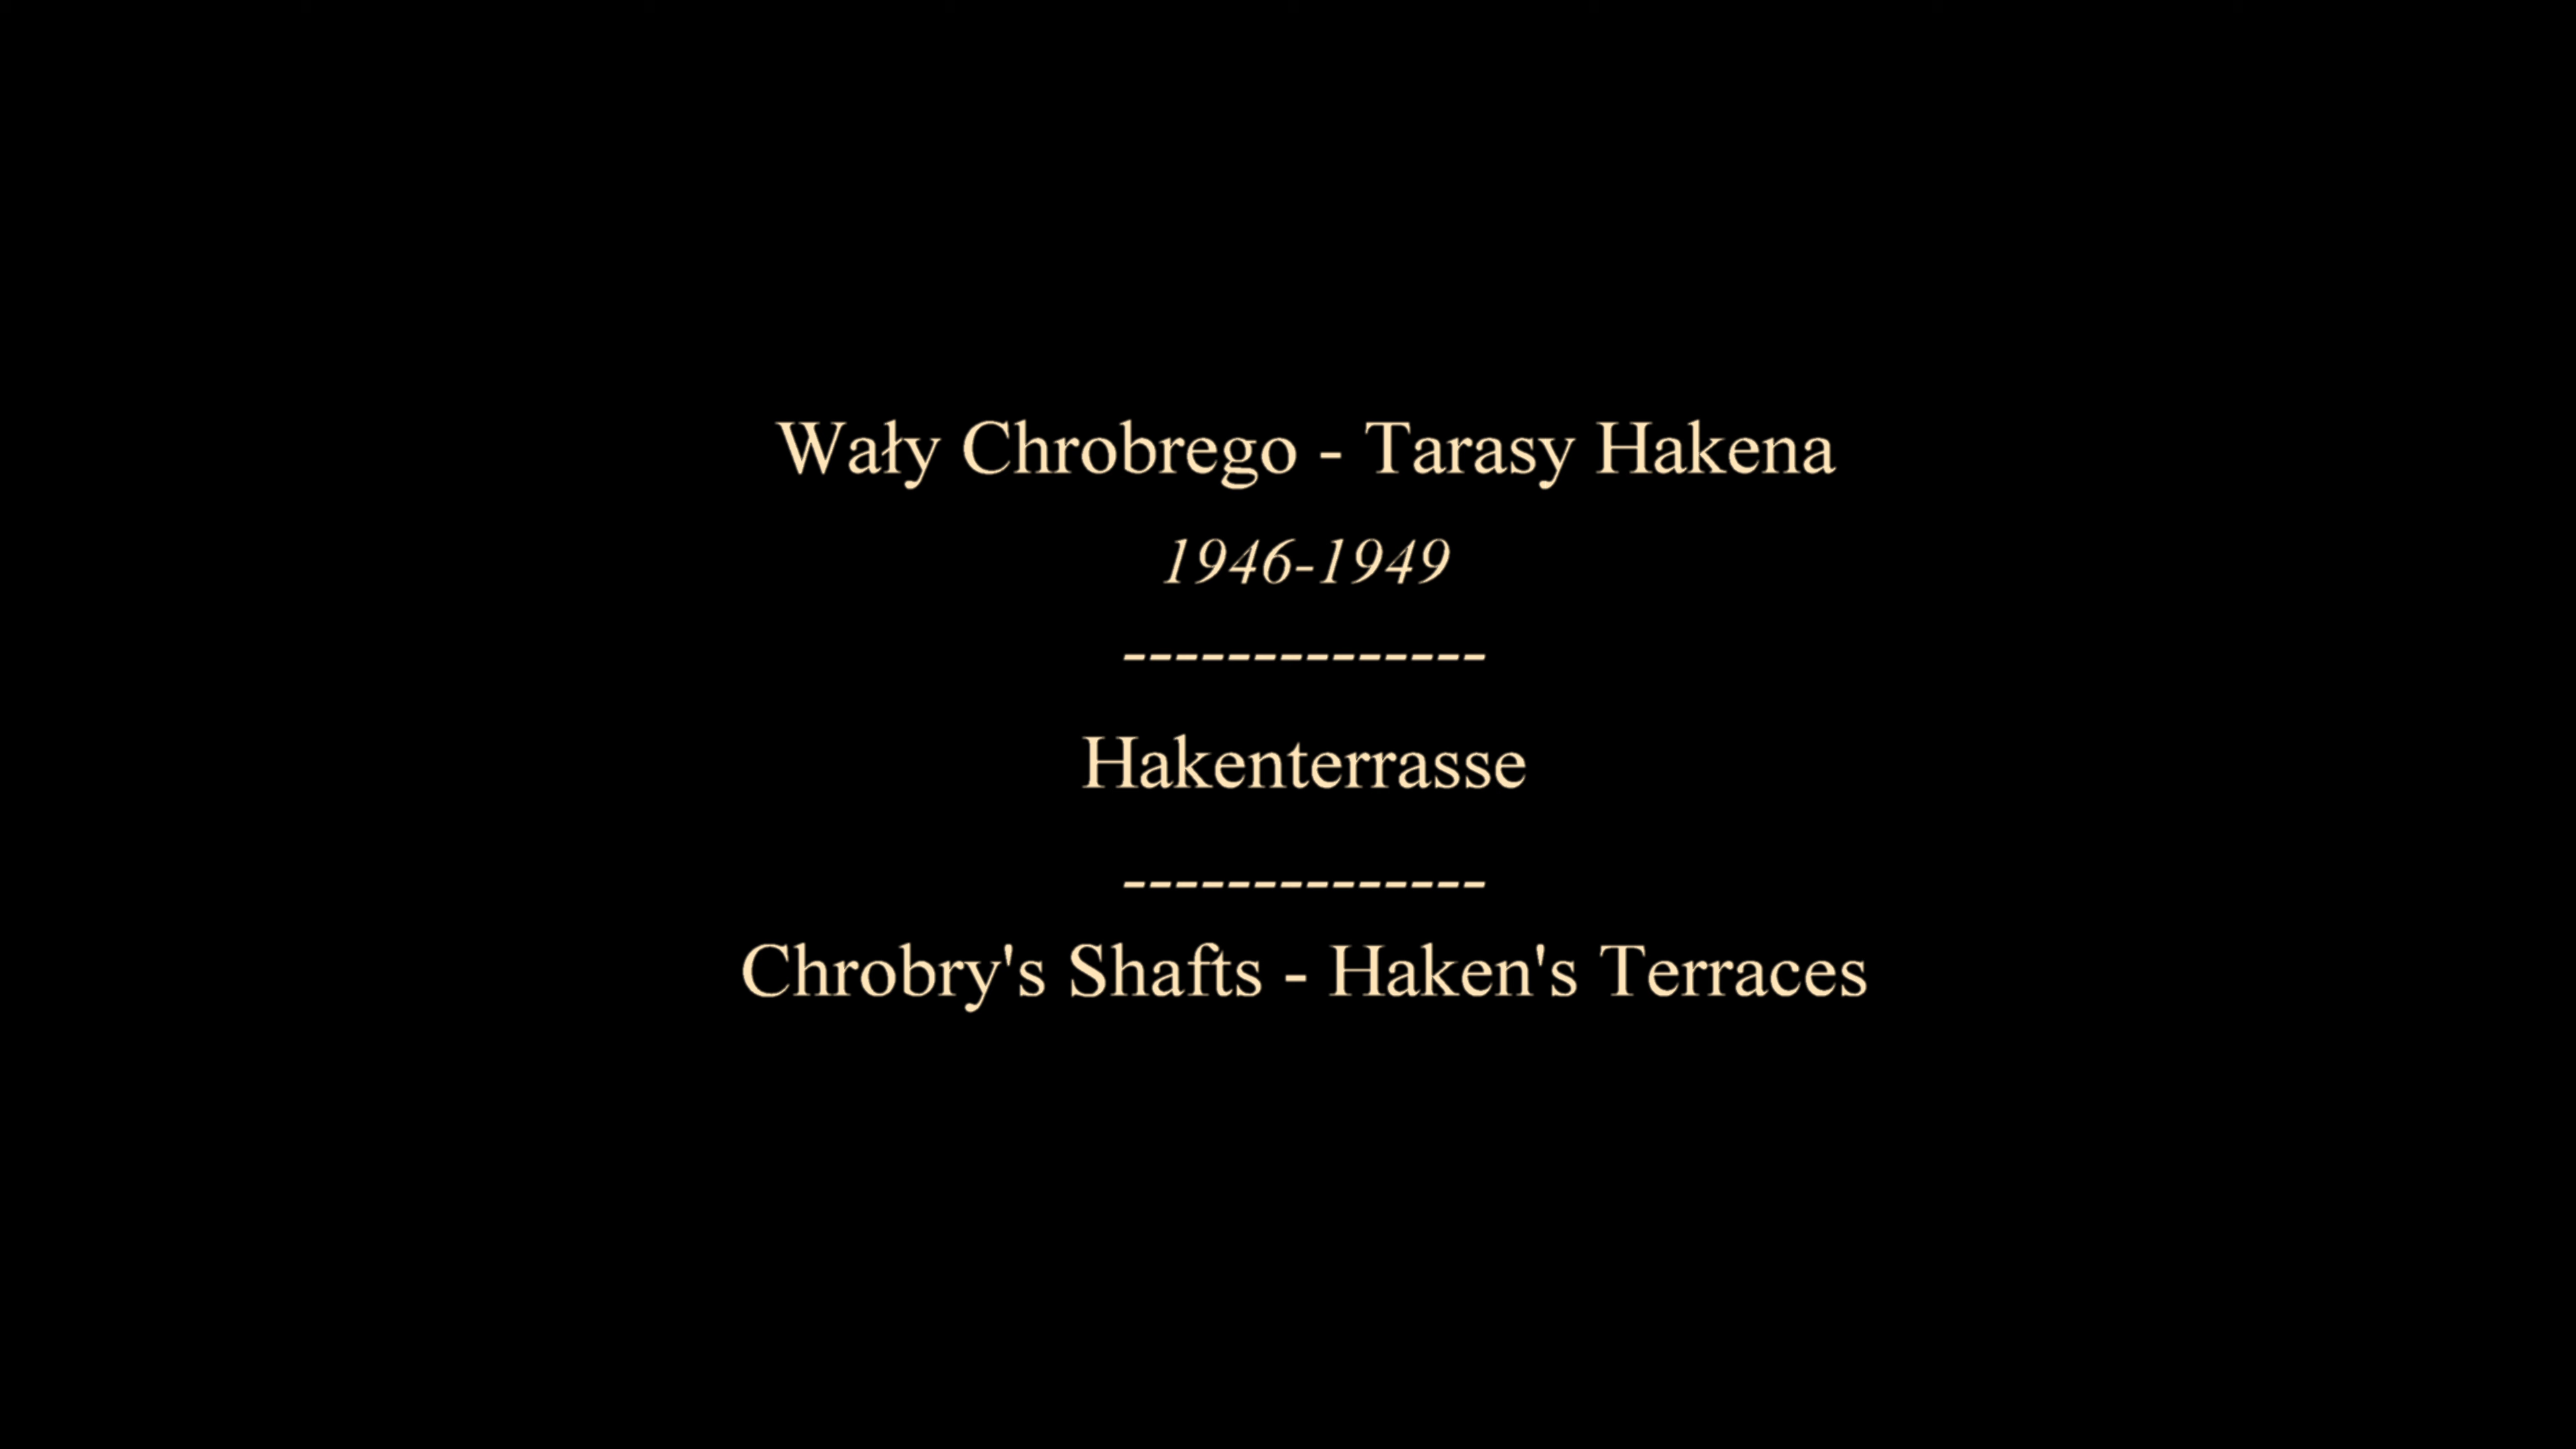 Wały Chrobrego - Tarasy Hakena
1946-1949
--------------
Hakenterrasse
--------------
Chrobry's Shafts - Haken's Terraces